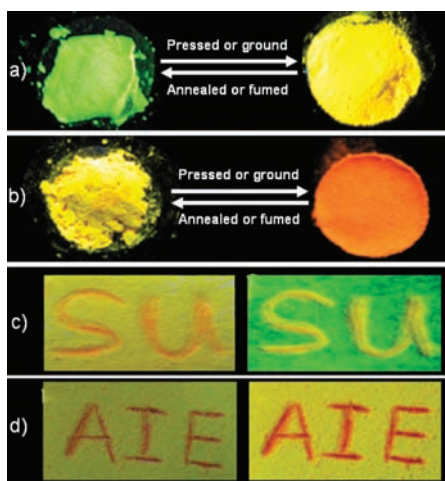 a)
Pressed or ground
Annealed or fumed
b)
Pressed or ground
Annealed or fumed
c)
SU
SU
d)
AIE
AIE